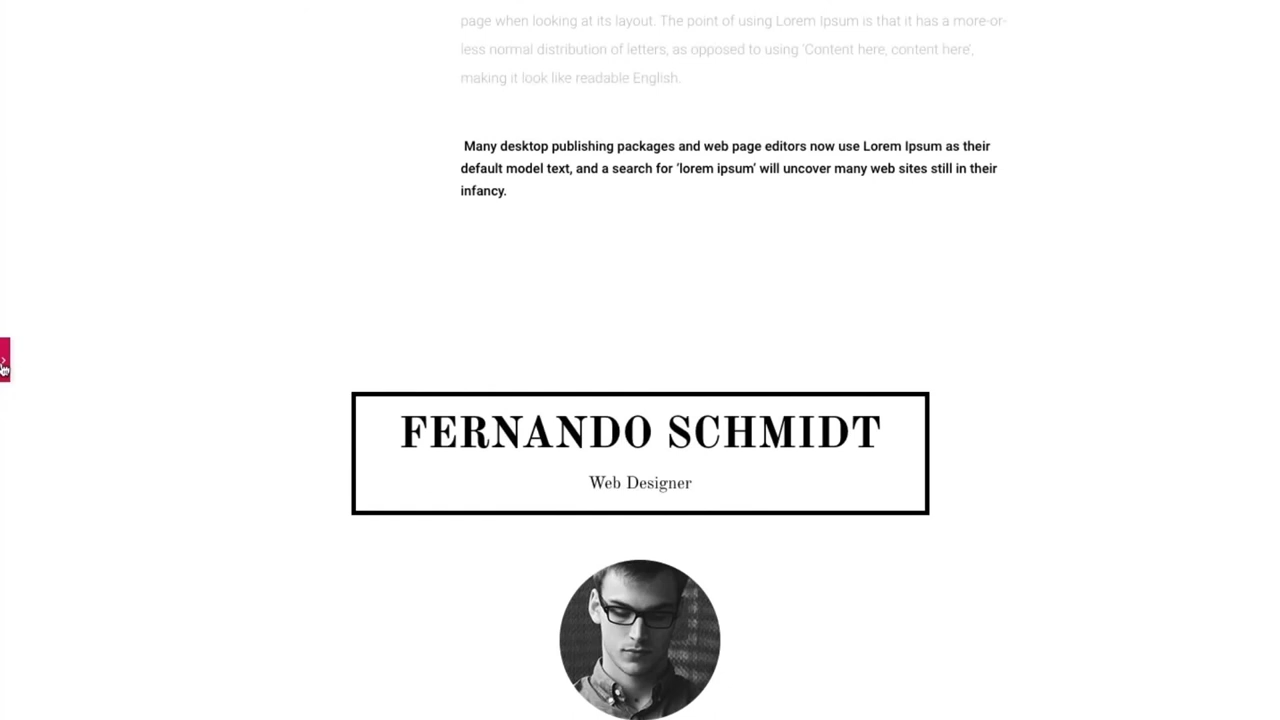 page when looking at its layout. The point of using Lorem Ipsum is that it has a more-or-
less normal distribution of letters, as opposed to using 'Content here, content here',
making it look like readable English.
Many desktop publishing packages and web page editors now use Lorem Ipsum as their
default model text, and a search for 'lorem ipsum' will uncover many web sites still in their
infancy.
FERNANDO SCHMIDT
Web Designer